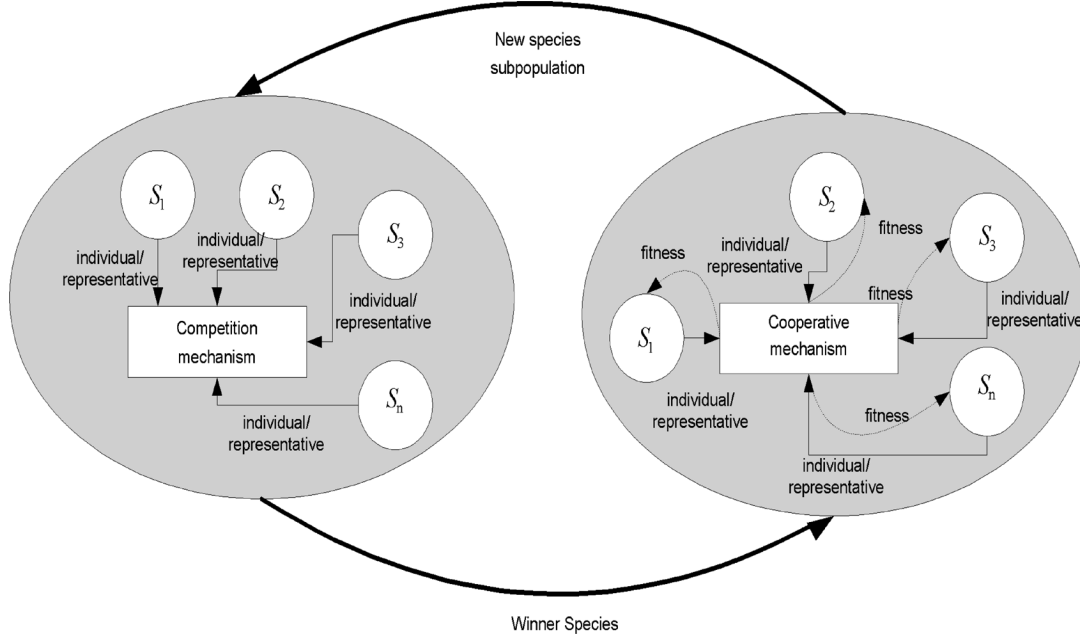 New species
subpopulation
S1
S2
S3
individual/
representative
individual/
representative
individual/
representative
Competition
mechanism
Sn
individual/
representative
S2
fitness
S3
individual/
representative
fitness
fitness
individual/
representative
S1
Cooperative
mechanism
individual/
representative
Sn
fitness
individual/
representative
Winner Species